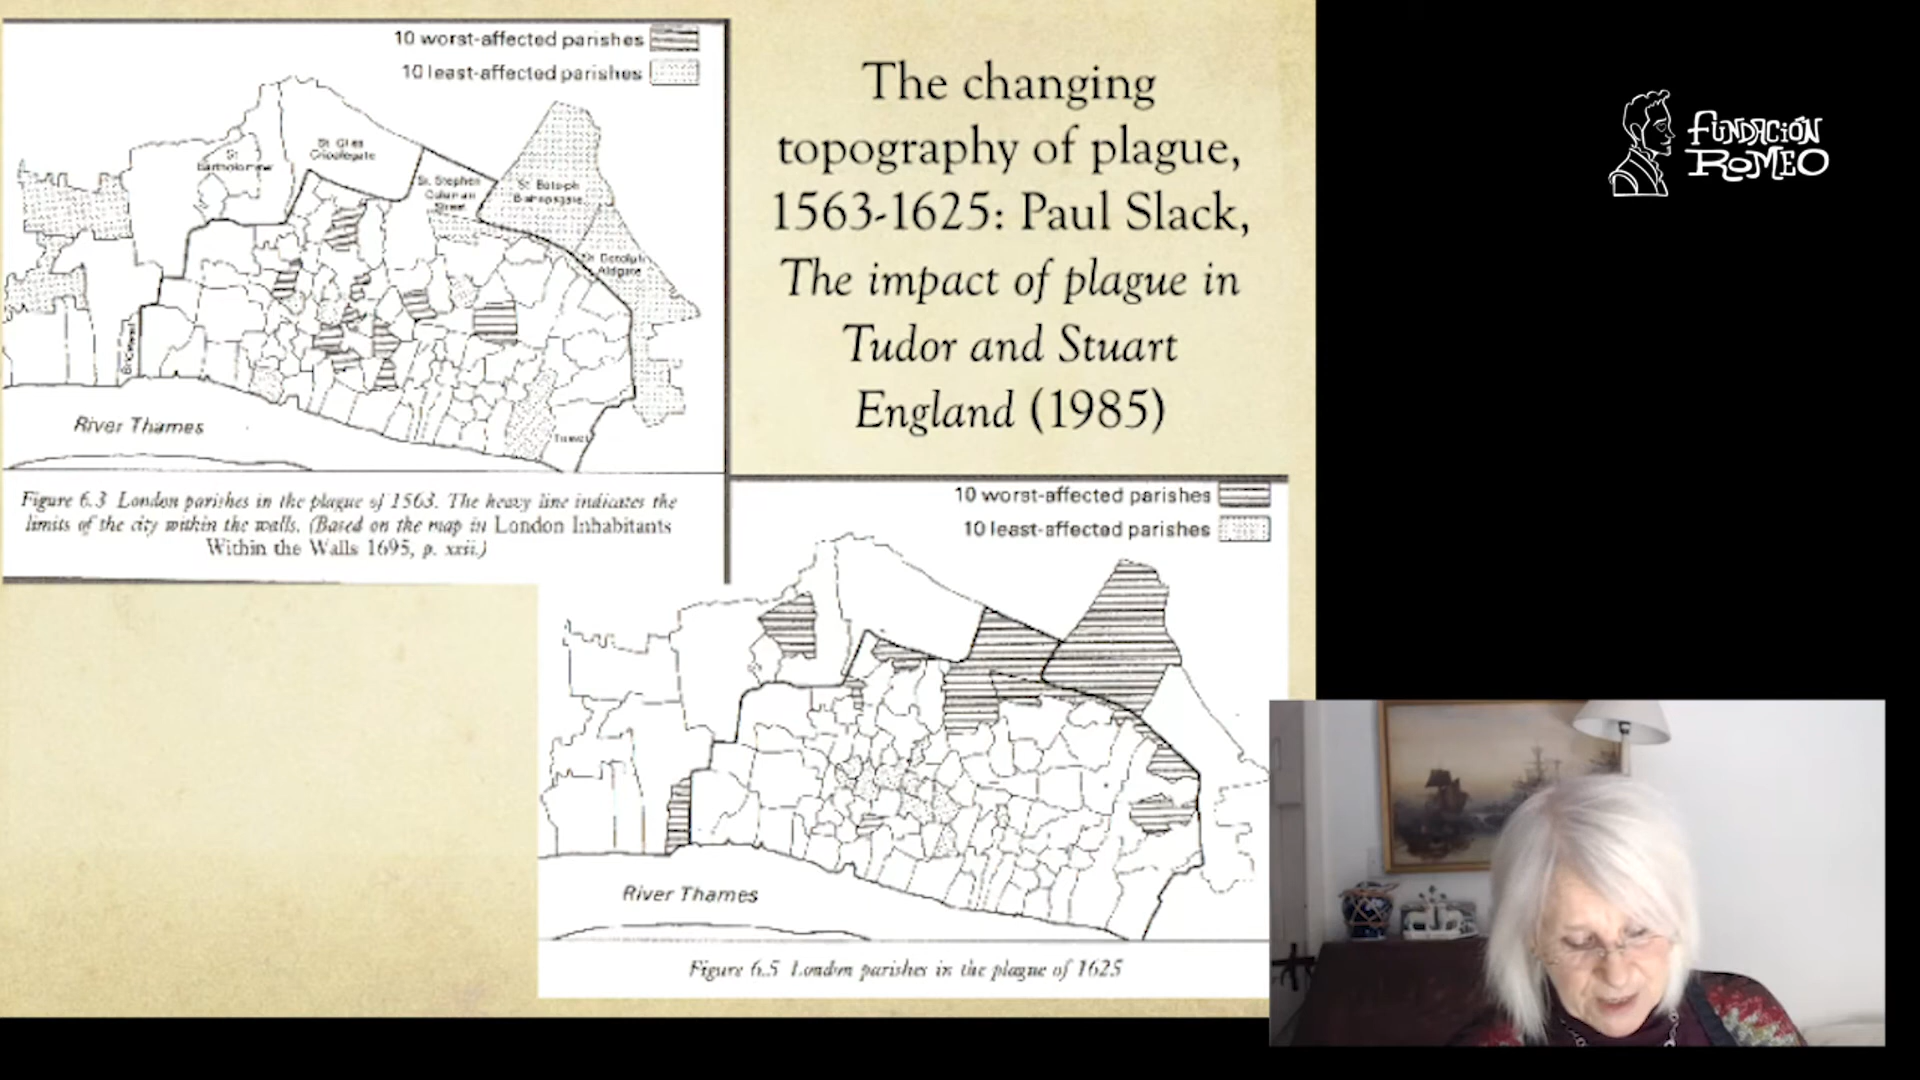 10 worst-affected parishes
10 least-affected parishes
St
Bartholomew
St Giles
Cripplegate
St. Stephen
Coleman
Street
St Botolph
Bishopsgate
St Botolph
Aldgate
Bridewell
Tower
River Thames
Figure 6.3 London parishes in the plague of 1563. The heavy line indicates the
limits of the city within the walls. (Based on the map in London Inhabitants
Within the Walls 1695, p. xxii.)
The changing
topography of plague,
1563-1625: Paul Slack,
The impact of plague in
Tudor and Stuart
England (1985)
10 worst-affected parishes
10 least-affected parishes
River Thames
Figure 6.5 London parishes in the plague of 1625
FUNDACIÓN
ROMEO